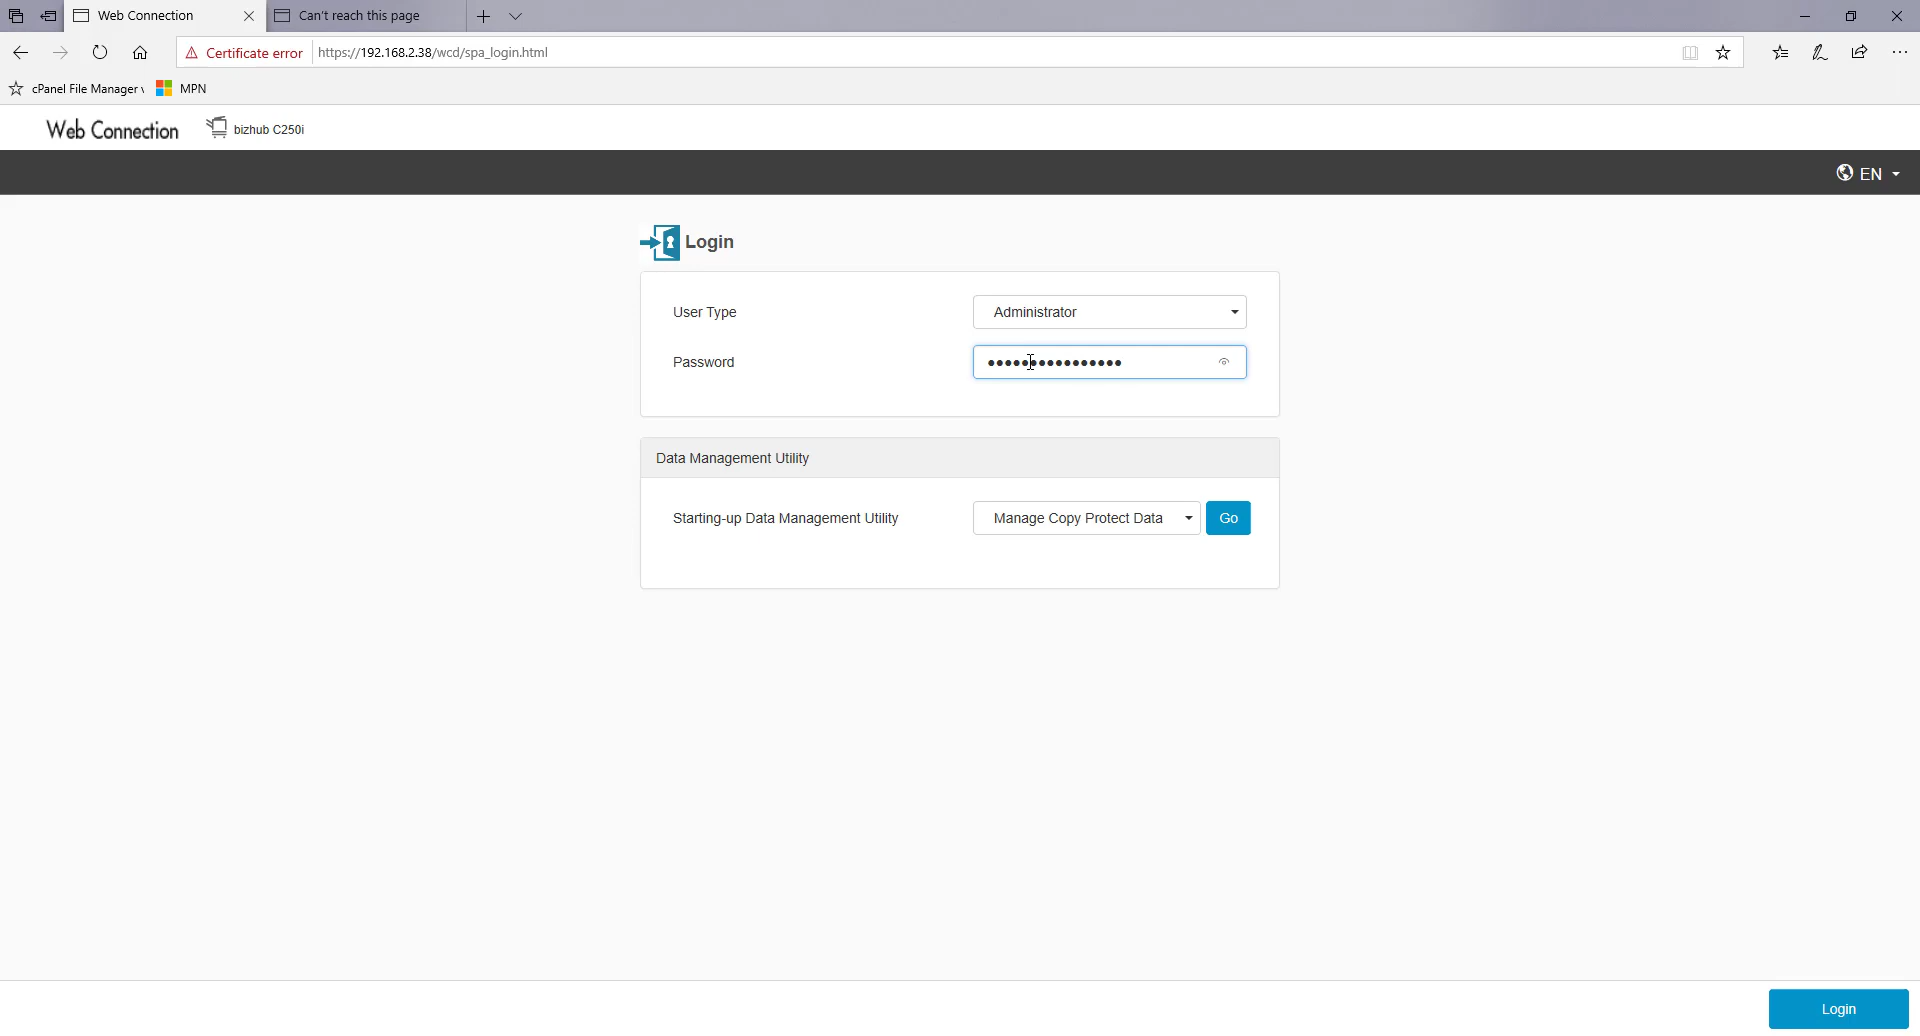 Web Connection
Can't reach this page
Certificate error
https://192.168.2.38/wcd/spa_login.html
cPanel File Manager
MPN
Web Connection
bizhub C250i
EN
Login
User Type
Administrator
Password
Data Management Utility
Starting-up Data Management Utility
Manage Copy Protect Data
Go
Login